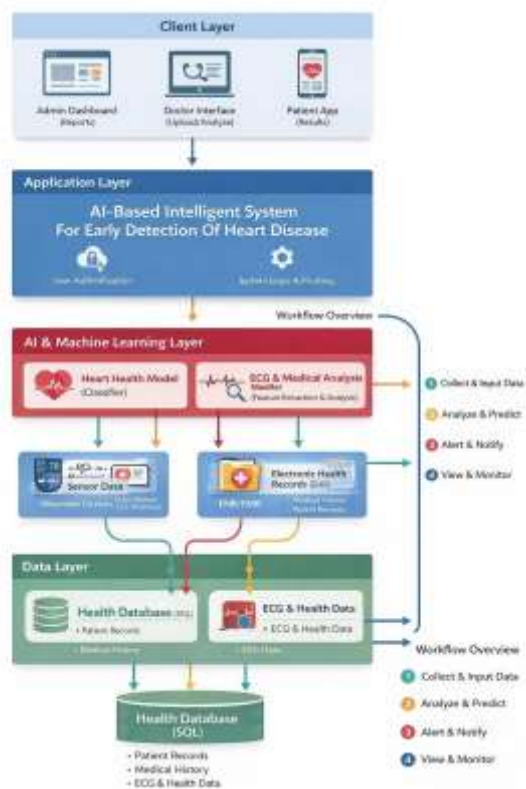 Client Layer
Admin Dashboard
(Reports)
Doctor Interface
(Upload/Analyse)
Patient App
(Results)
Application Layer
AI-Based Intelligent System
For Early Detection Of Heart Disease
User Authentication
Workflow Overview
AI & Machine Learning Layer
Heart Health Model
(Classifier)
ECG & Medical Analysis
(Feature Extraction & Analysis)
1 Collect & Input Data
2 Analyze & Predict
3 Alert & Notify
4 View & Monitor
Sensor Data
Electronic Health
Records
Data Layer
Health Database
• Patient Records
• Medical History
ECG & Health Data
• ECG & Health Data
Workflow Overview
1 Collect & Input Data
2 Analyze & Predict
3 Alert & Notify
4 View & Monitor
Health Database
(SQL)
• Patient Records
• Medical History
• ECG & Health Data